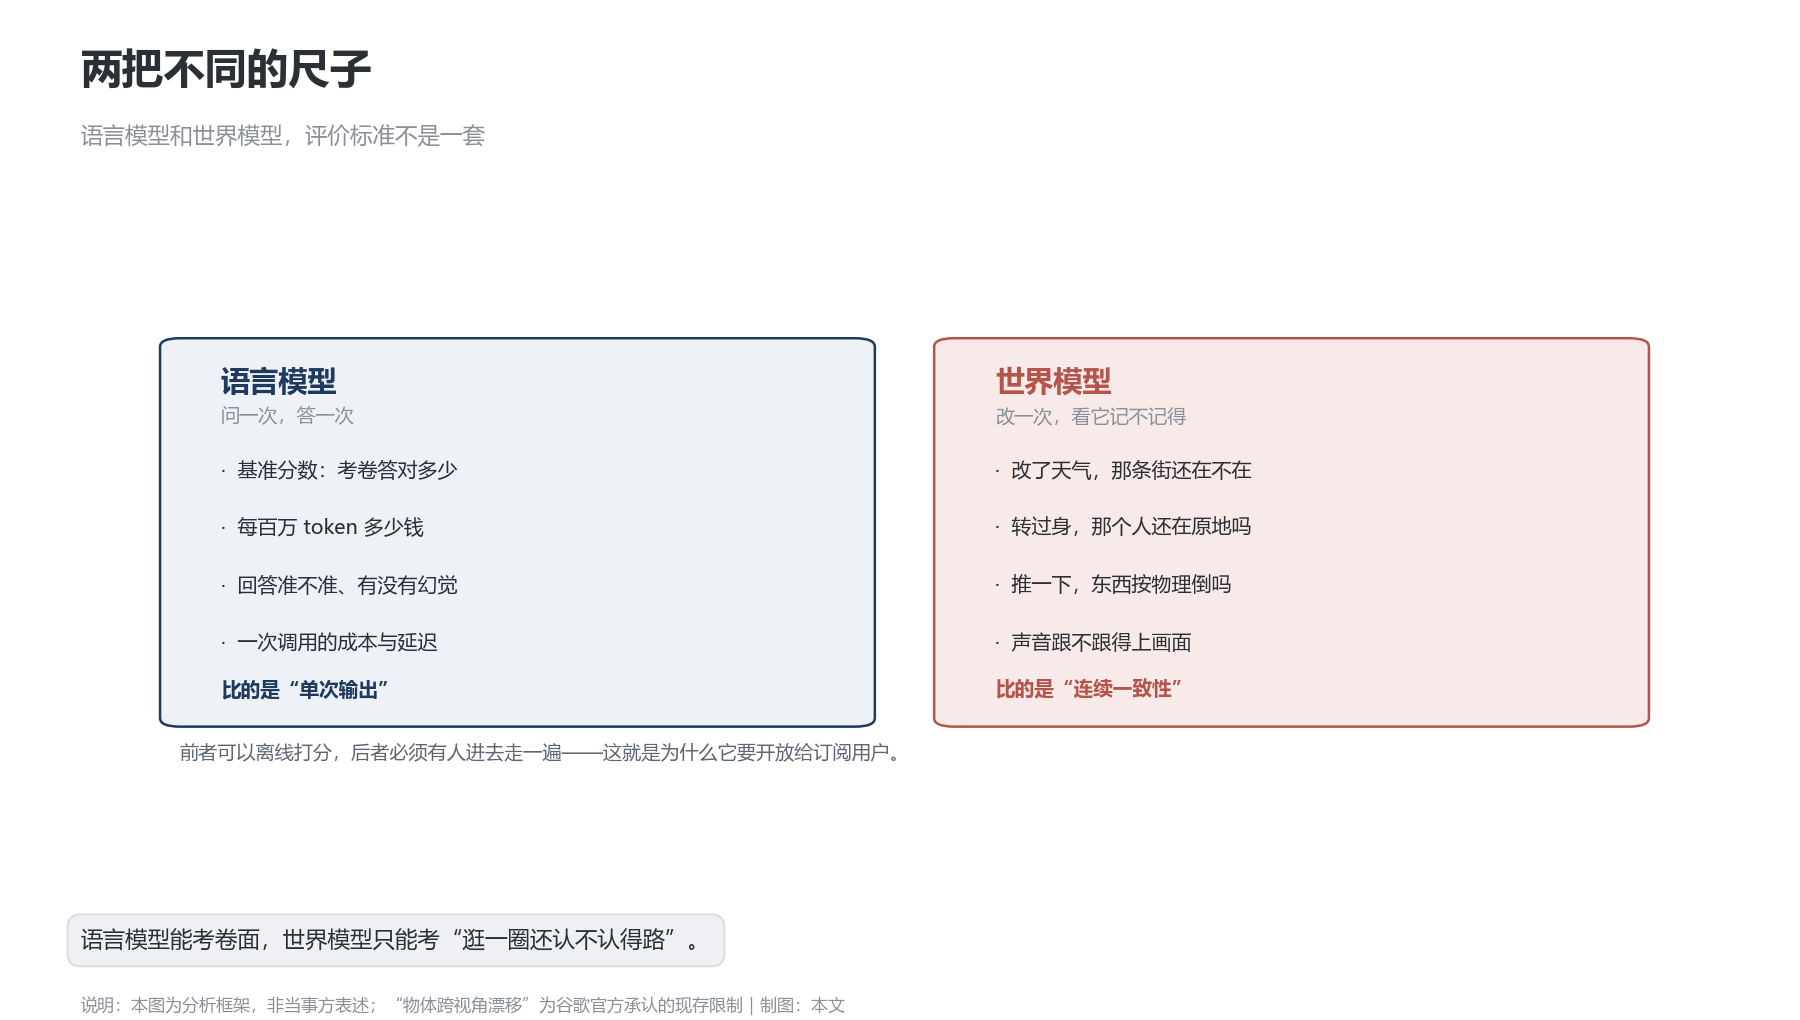 两把不同的尺子
语言模型和世界模型，评价标准不是一套
语言模型
问一次，答一次
· 基准分数：考卷答对多少
· 每百万 token 多少钱
· 回答准不准、有没有幻觉
· 一次调用的成本与延迟
比的是“单次输出”
世界模型
改一次，看它记不记得
· 改了天气，那条街还在不在
· 转过身，那个人还在原地吗
· 推一下，东西按物理倒吗
· 声音跟不跟得上画面
比的是“连续一致性”
前者可以离线打分，后者必须有人进去走一遍——这就是为什么它要开放给订阅用户。
语言模型能考卷面，世界模型只能考“逛一圈还认不认得路”。
说明：本图为分析框架，非当事方表述；“物体跨视角漂移”为谷歌官方承认的现存限制 | 制图：本文